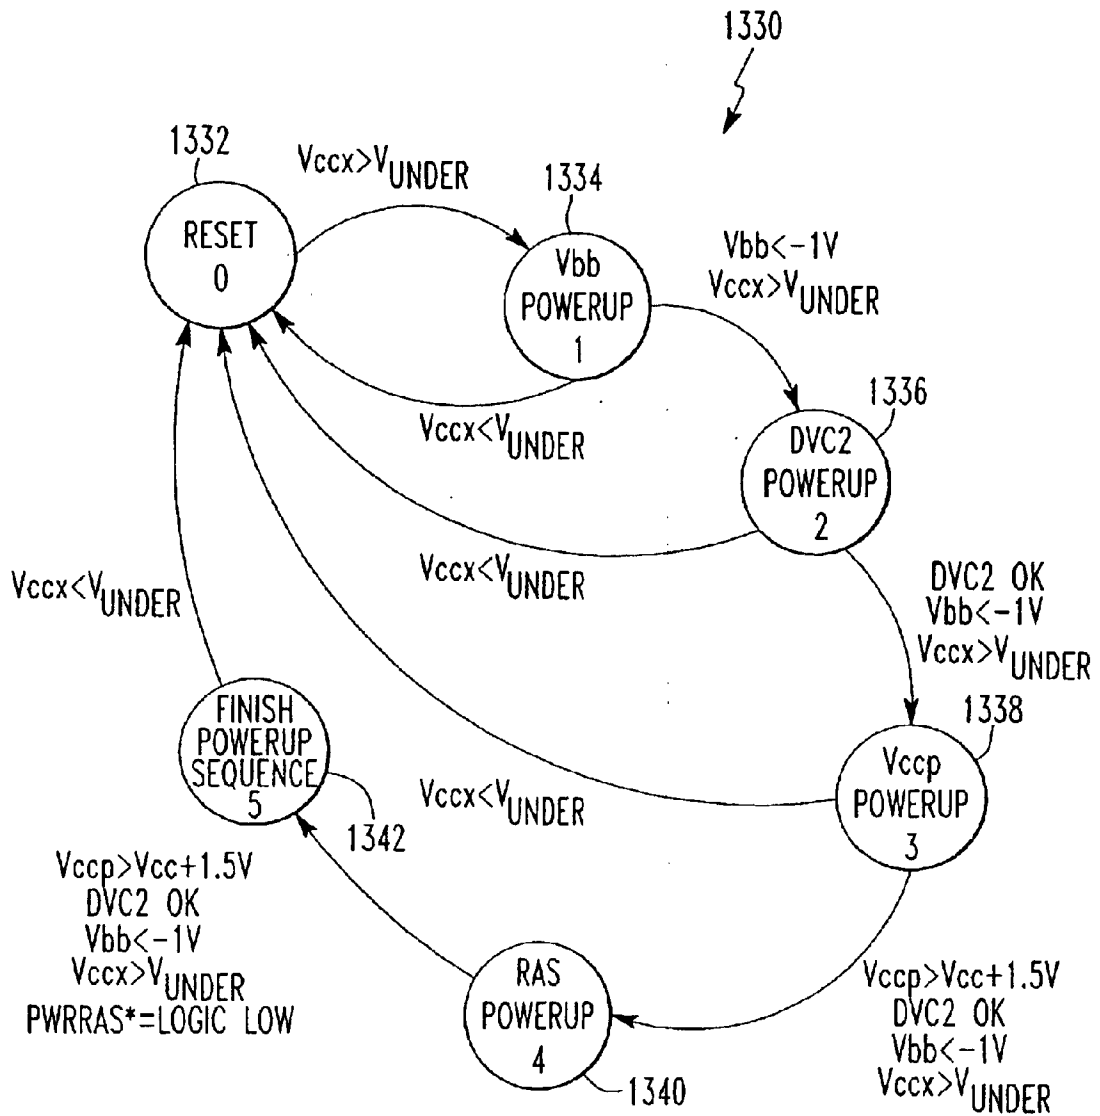 1330
1332
Vccx>VUNDER
1334
RESET
0
Vbb
POWERUP
1
Vbb<-1V
Vccx>VUNDER
1336
Vccx<VUNDER
DVC2
POWERUP
2
Vccx<VUNDER
Vccx<VUNDER
DVC2 OK
Vbb<-1V
Vccx>VUNDER
1338
FINISH
POWERUP
SEQUENCE
5
1342
Vccx<VUNDER
Vccp
POWERUP
3
Vccp>Vcc+1.5V
DVC2 OK
Vbb<-1V
Vccx>VUNDER
PWRRAS*=LOGIC LOW
RAS
POWERUP
4
1340
Vccp>Vcc+1.5V
DVC2 OK
Vbb<-1V
Vccx>VUNDER